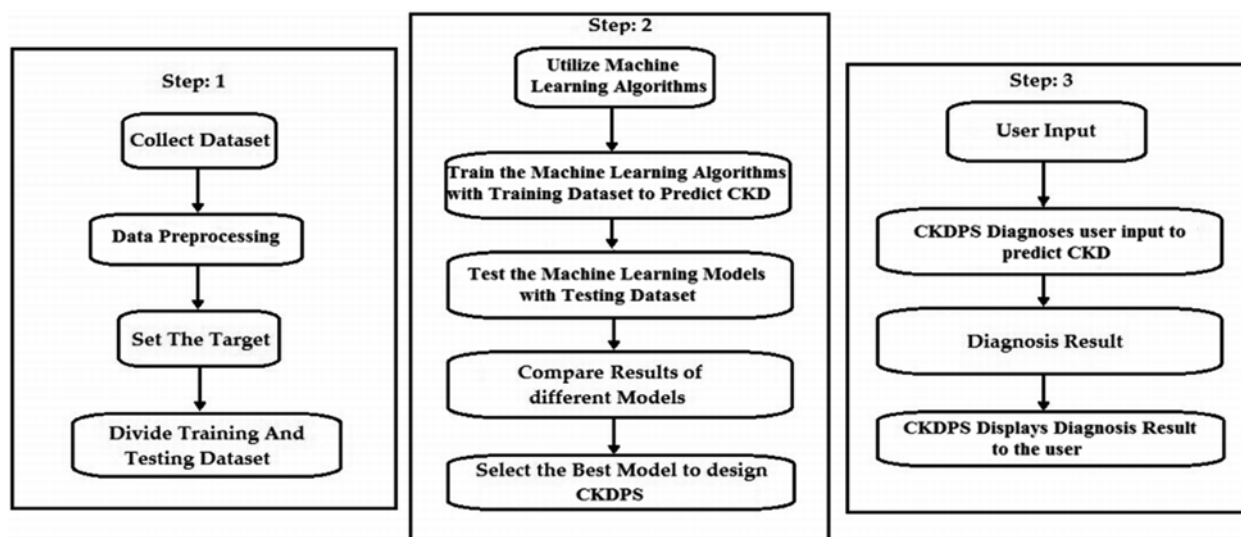 Step: 1
Collect Dataset
Data Preprocessing
Set The Target
Divide Training And
Testing Dataset
Step: 2
Utilize Machine
Learning Algorithms
Train the Machine Learning Algorithms
with Training Dataset to Predict CKD
Test the Machine Learning Models
with Testing Dataset
Compare Results of
different Models
Select the Best Model to design
CKDPS
Step: 3
User Input
CKDPS Diagnoses user input to
predict CKD
Diagnosis Result
CKDPS Displays Diagnosis Result
to the user